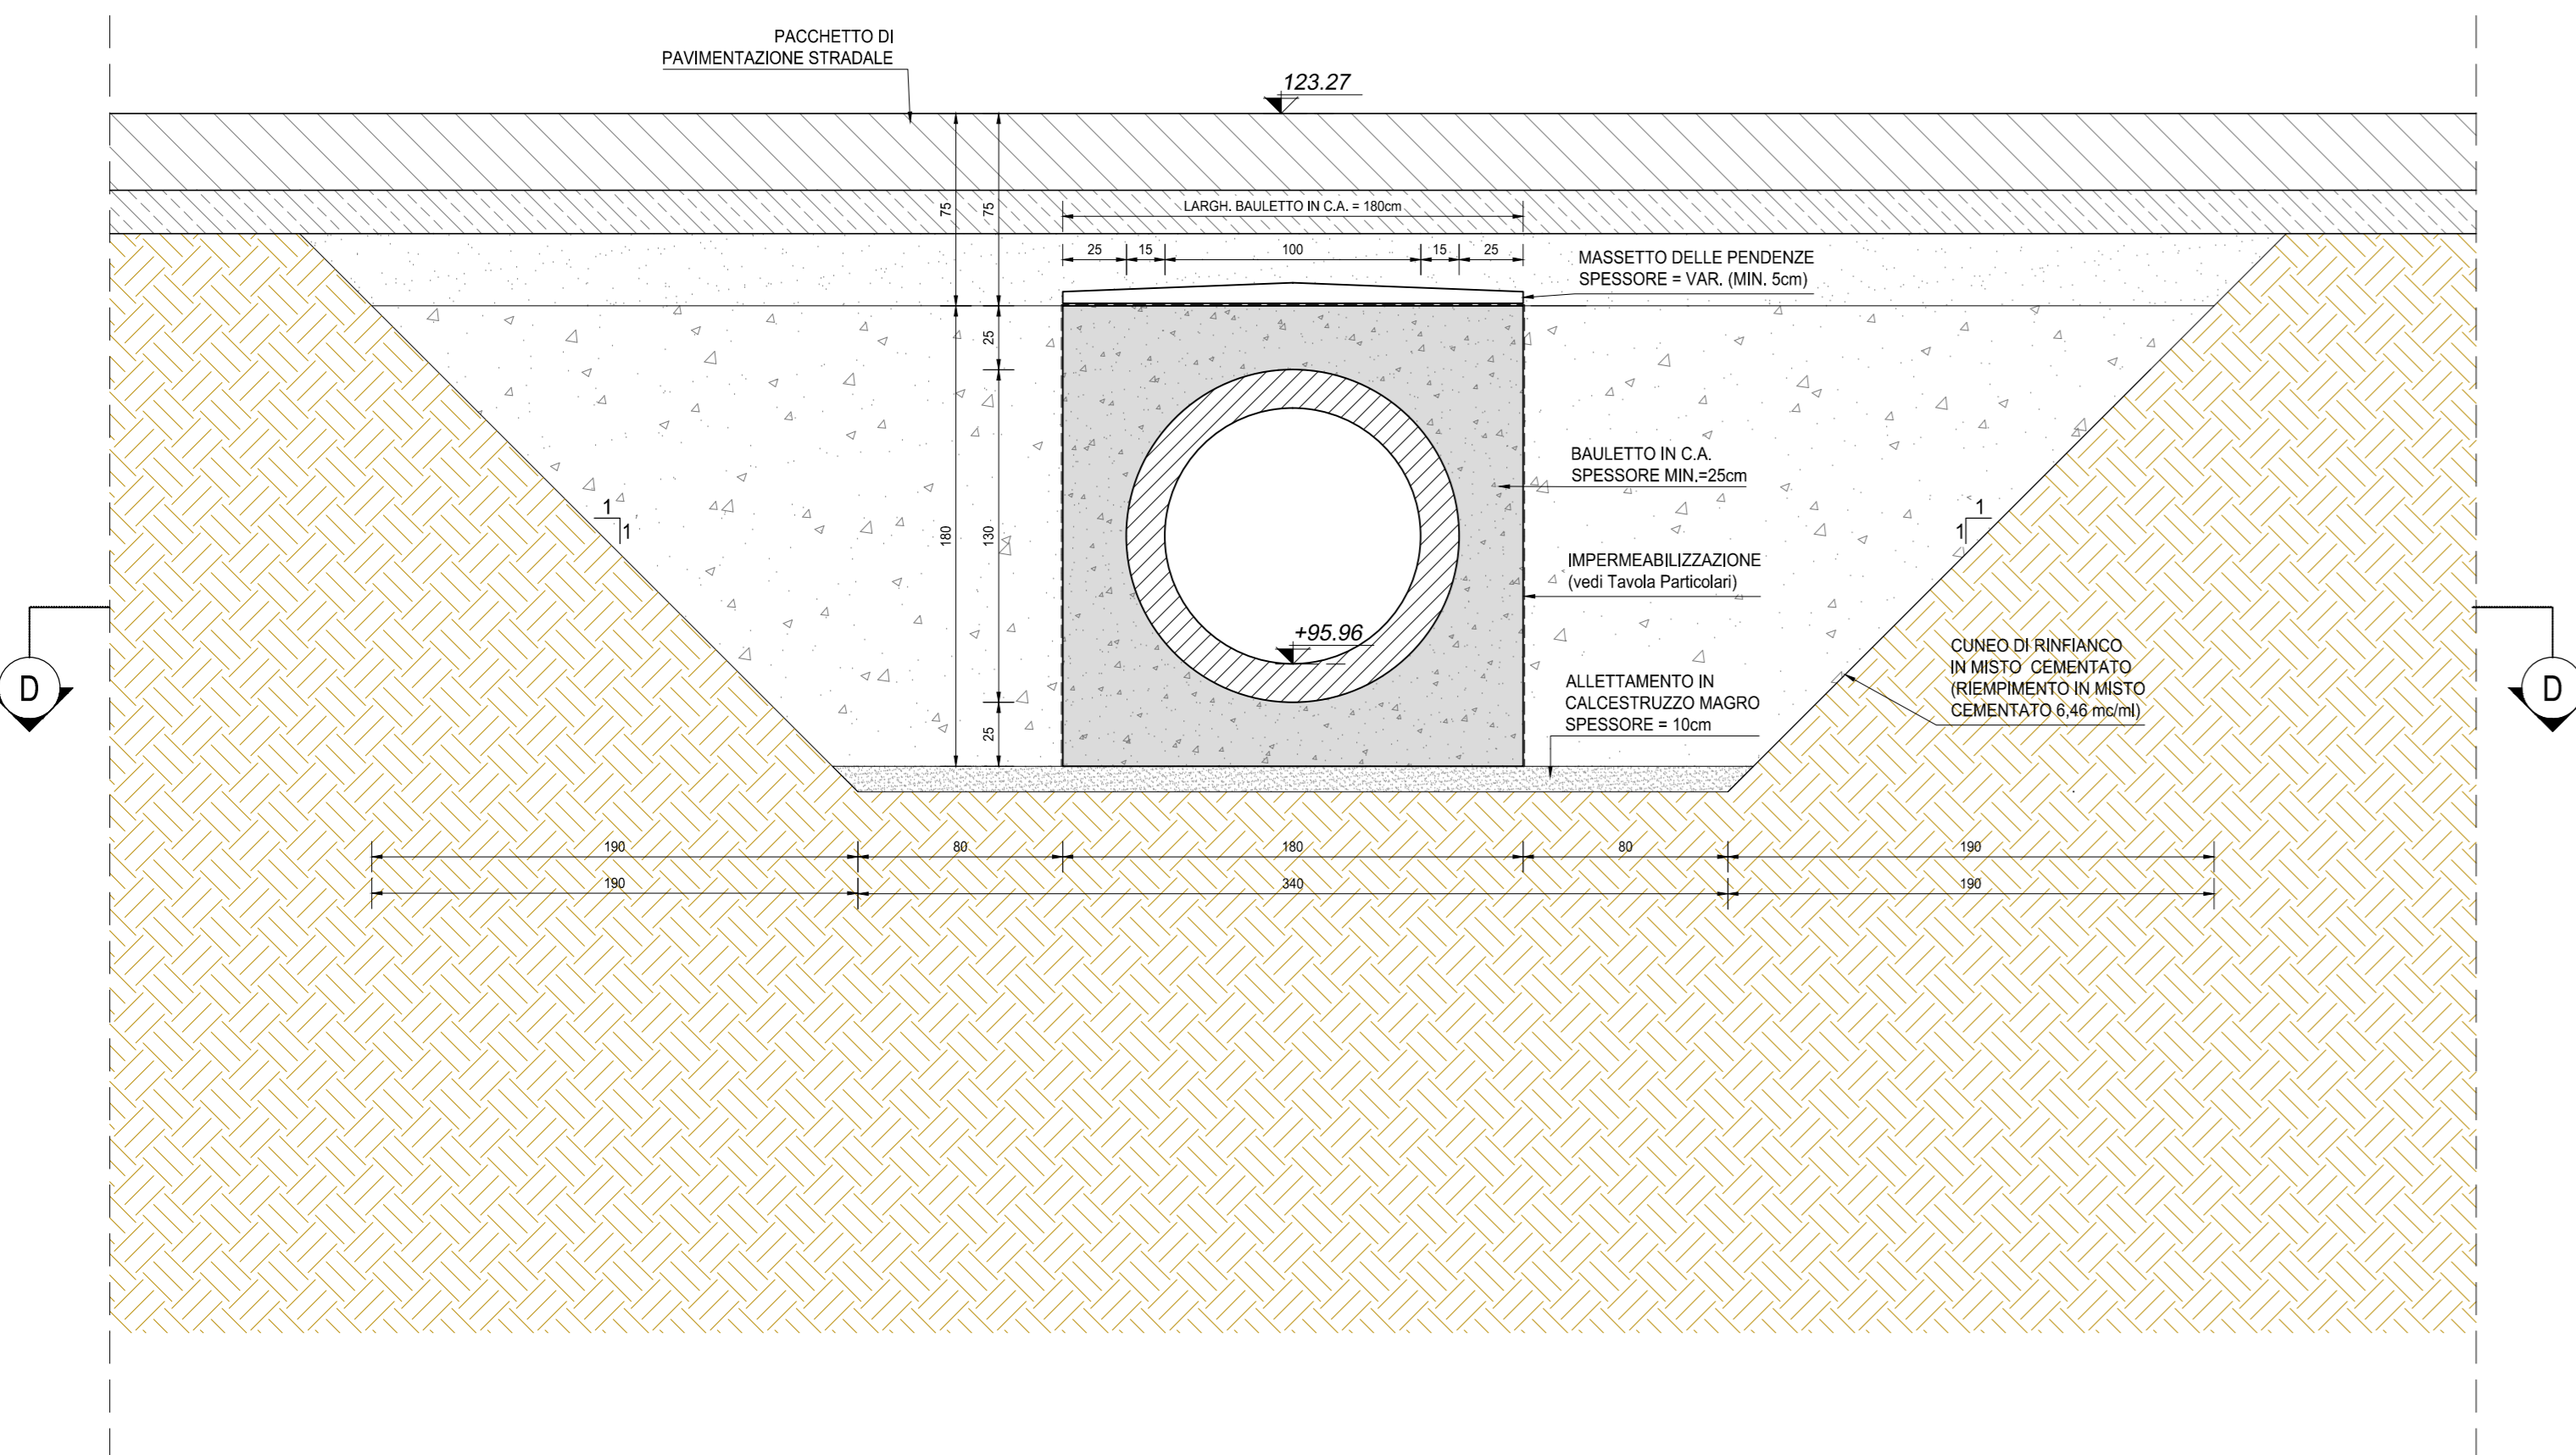 PACCHETTO DI
PAVIMENTAZIONE STRADALE
123.27
75
75
LARGH. BAULETTO IN C.A. = 180cm
25 15 100 15 25
MASSETTO DELLE PENDENZE
SPESSORE = VAR. (MIN. 5cm)
25
BAULETTO IN C.A.
SPESSORE MIN.=25cm
1
1
1
1
180
130
IMPERMEABILIZZAZIONE
(vedi Tavola Particolari)
+95.96
CUNEO DI RINFIANCO
IN MISTO CEMENTATO
(RIEMPIMENTO IN MISTO
CEMENTATO 6,46 mc/ml)
D
D
ALLETTAMENTO IN
CALCESTRUZZO MAGRO
SPESSORE = 10cm
25
190 80 180 80 190
190 340 190